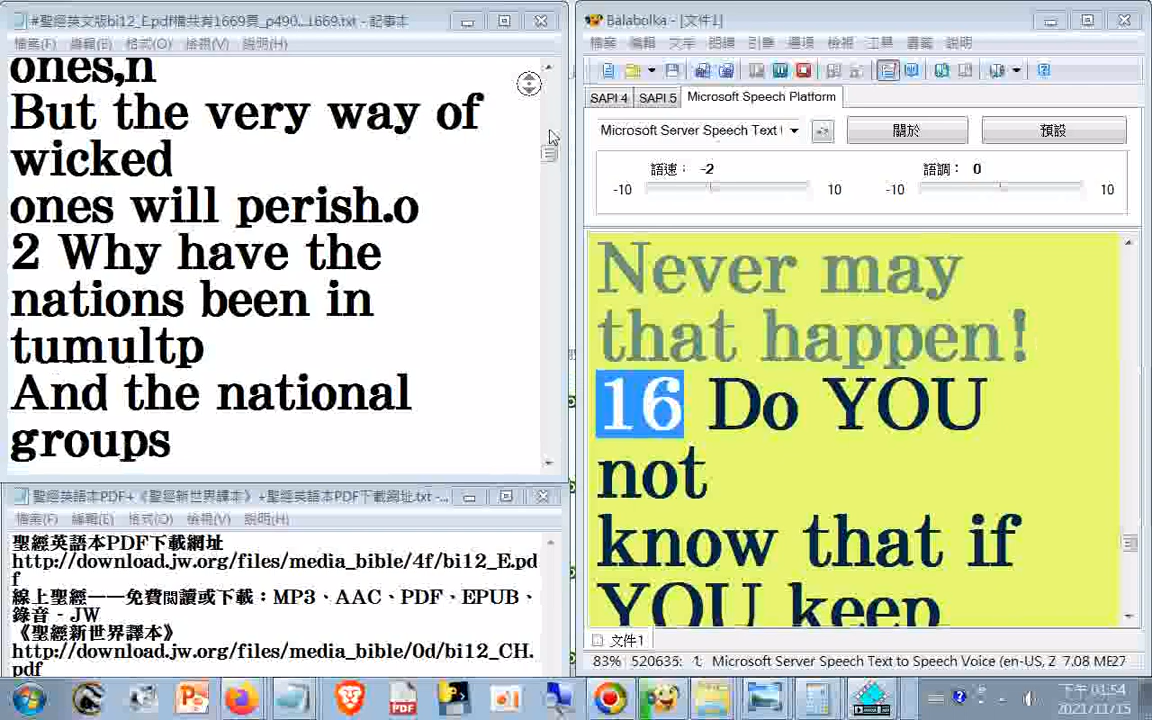 #聖經英文版bi12_E.pdf檔共有1669頁_p490...1669.txt - 記事本
檔案(F) 編輯(E) 格式(O) 檢視(V) 說明(H)
ones,n
But the very way of
wicked
ones will perish.o
2 Why have the
nations been in
tumultp
And the national
groups
聖經英語本PDF+《聖經新世界譯本》+聖經英語本PDF下載網址.txt - ...
檔案(F) 編輯(E) 格式(O) 檢視(V) 說明(H)
聖經英語本PDF下載網址
http://download.jw.org/files/media_bible/4f/bi12_E.pd
f
線上聖經——免費閱讀或下載：MP3、AAC、PDF、EPUB、
錄音 - JW
《聖經新世界譯本》
http://download.jw.org/files/media_bible/0d/bi12_CH.
pdf
Balabolka - [文件1]
檔案 編輯 文字 朗讀 引擎 選項 檢視 工具 書籤 說明
SAPI 4 SAPI 5 Microsoft Speech Platform
Microsoft Server Speech Text
關於
預設
語速： -2
語調： 0
-10 10 -10 10
Never may
that happen!
16 Do YOU
not
know that if
YOU keep
文件1
83% 520635: 1; Microsoft Server Speech Text to Speech Voice (en-US, Z 7.08 МБ27
下午 01:54
2021/11/15